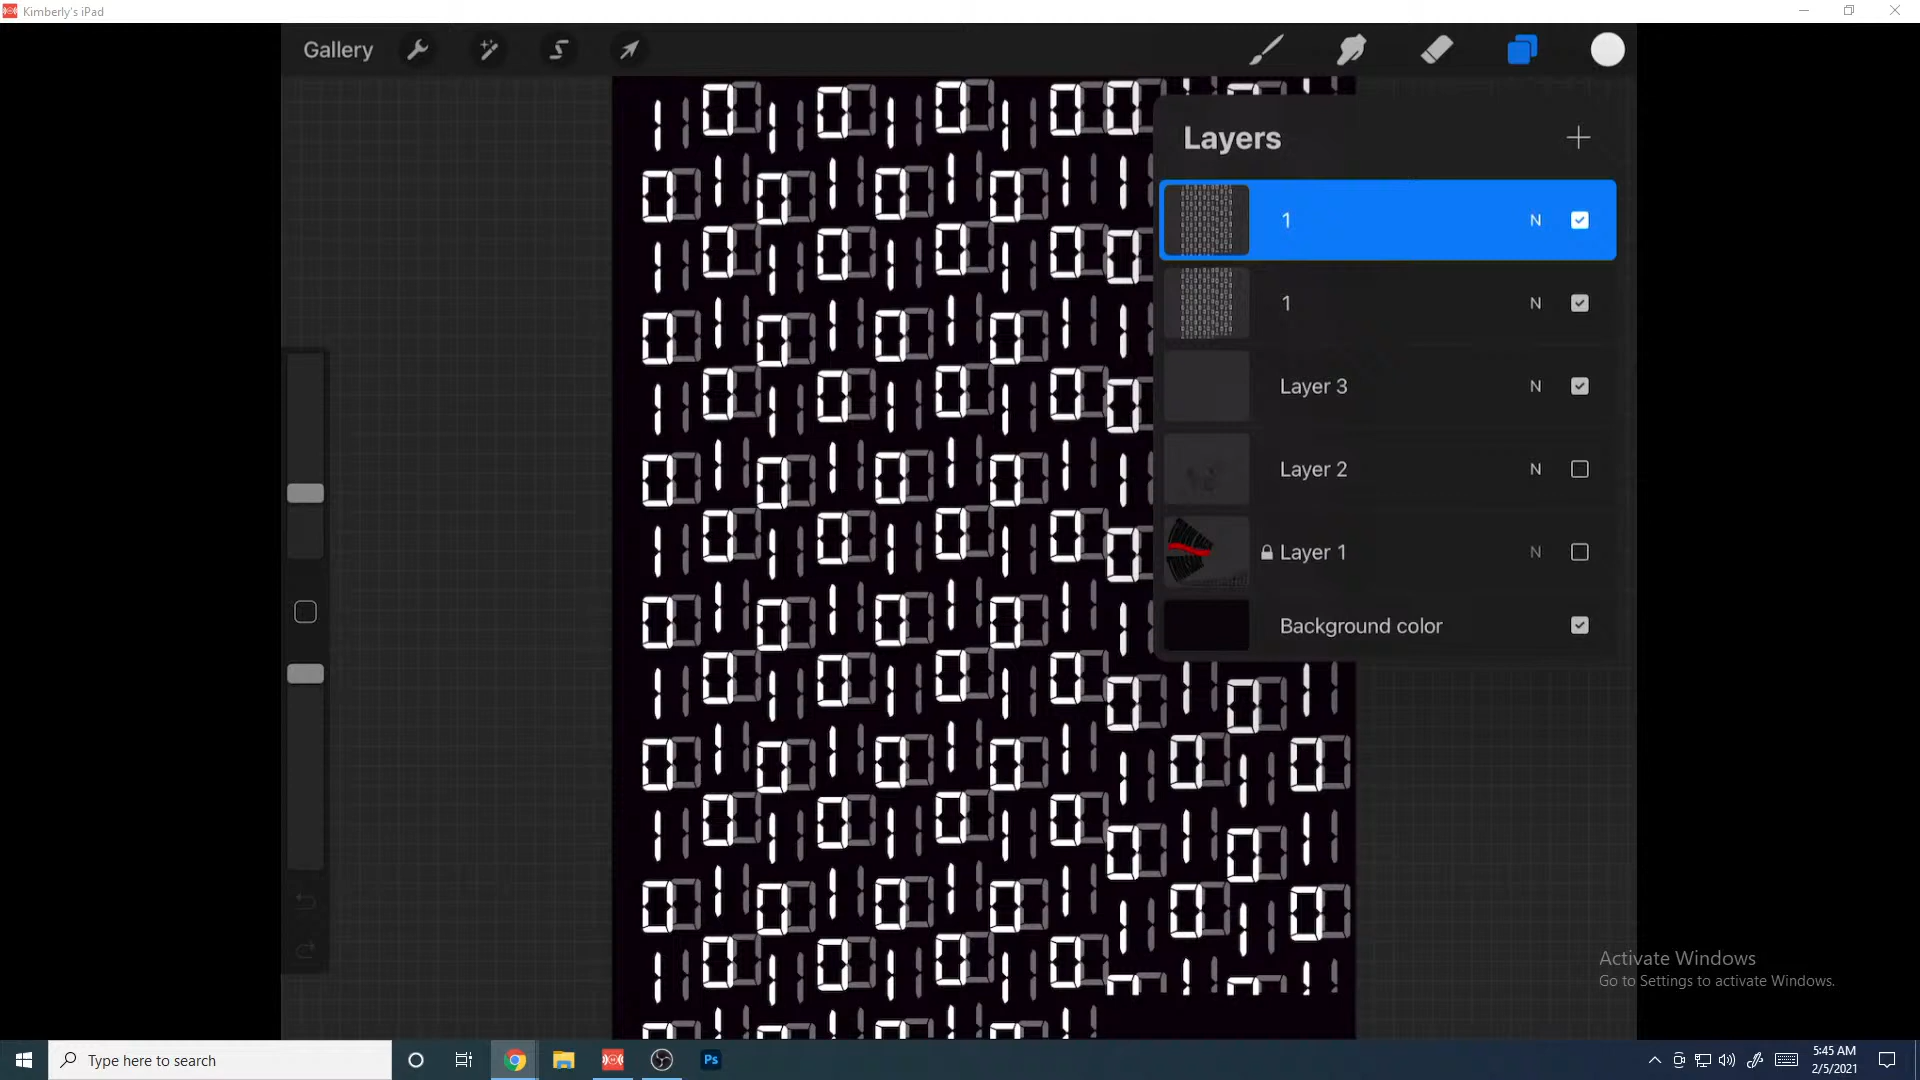 Kimberly's iPad
Gallery
Layers
1 N
1 N
Layer 3 N
Layer 2 N
Layer 1 N
Background color
Activate Windows
Go to Settings to activate Windows.
Type here to search
Ps
5:45 AM
2/5/2021